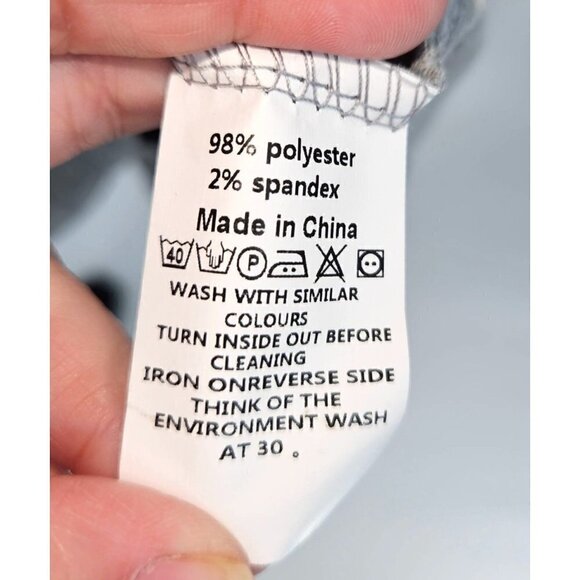 98% polyester
2% spandex
Made in China
40 P
WASH WITH SIMILAR
COLOURS
TURN INSIDE OUT BEFORE
CLEANING
IRON ONREVERSE SIDE
THINK OF THE
ENVIRONMENT WASH
AT 30 。